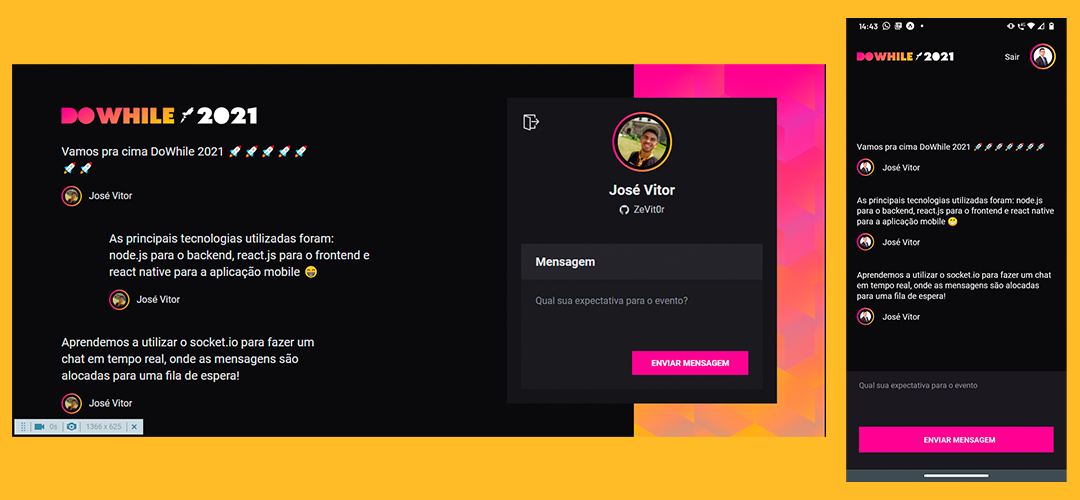 DOWHILE 2021
Vamos pra cima DoWhile 2021 🚀 🚀 🚀 🚀 🚀
🚀 🚀
José Vitor
As principais tecnologias utilizadas foram:
node.js para o backend, react.js para o frontend e
react native para a aplicação mobile 😁
José Vitor
Aprendemos a utilizar o socket.io para fazer um
chat em tempo real, onde as mensagens são
alocadas para uma fila de espera!
José Vitor
0s
1366 x 625
José Vitor
ZeVit0r
Mensagem
Qual sua expectativa para o evento?
ENVIAR MENSAGEM
14:43
DOWHILE 2021
Sair
Vamos pra cima DoWhile 2021 🚀🚀🚀🚀🚀🚀🚀
José Vitor
As principais tecnologias utilizadas foram: node.js
para o backend, react.js para o frontend e react native
para a aplicação mobile 😁
José Vitor
Aprendemos a utilizar o socket.io para fazer um chat
em tempo real, onde as mensagens são alocadas
para uma fila de espera!
José Vitor
Qual sua expectativa para o evento
ENVIAR MENSAGEM